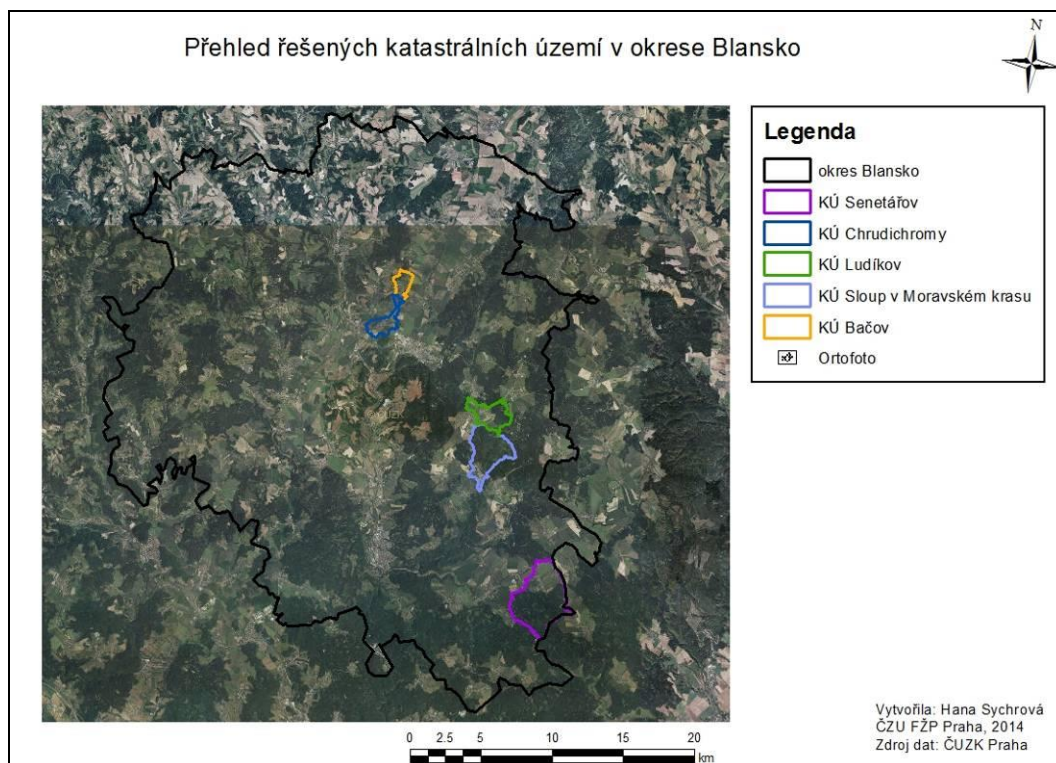 Přehled řešených katastrálních území v okrese Blansko
N
Legenda
okres Blansko
KÚ Senetářov
KÚ Chrudichromy
KÚ Ludíkov
KÚ Sloup v Moravském krasu
KÚ Bačov
Ortofoto
Vytvořila: Hana Sychrová
ČZU FŽP Praha, 2014
Zdroj dat: ČUZK Praha
0 2.5 5 10 15 20
km